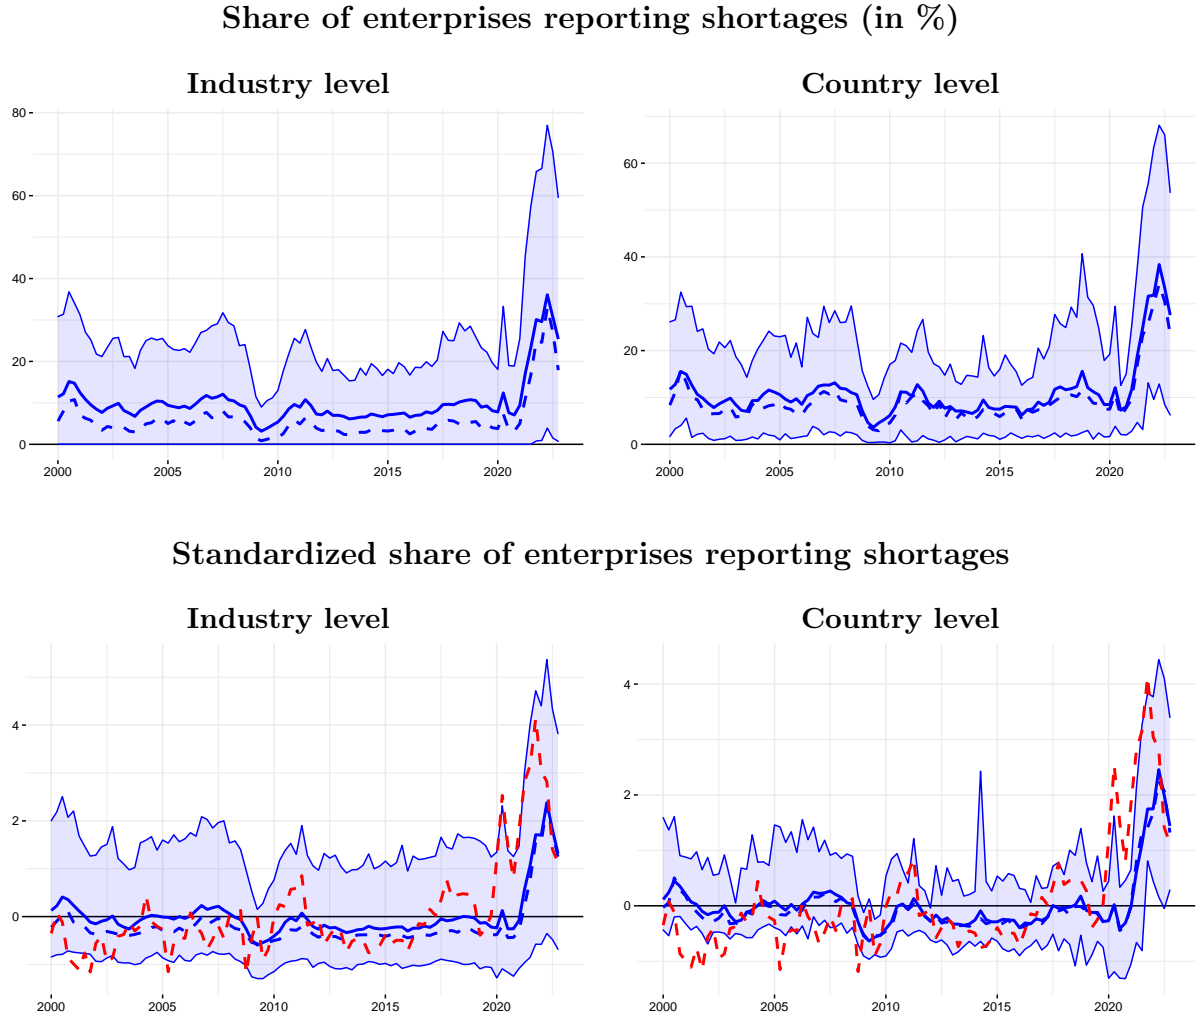 Share of enterprises reporting shortages (in %)
Industry level
Country level
80
60
40
20
0
2000 2005 2010 2015 2020
60
40
20
0
2000 2005 2010 2015 2020
Standardized share of enterprises reporting shortages
Industry level
Country level
4
2
0
2000 2005 2010 2015 2020
4
2
0
2000 2005 2010 2015 2020